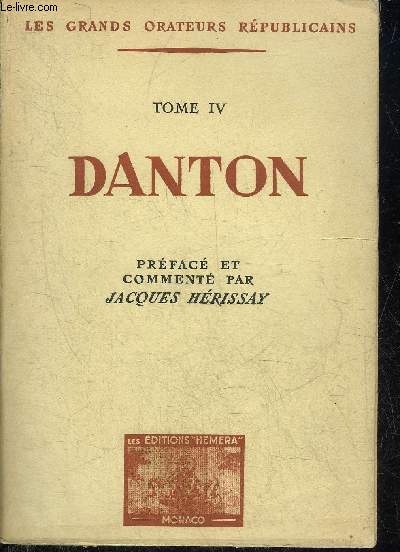 Le-livre.com
LES GRANDS ORATEURS RÉPUBLICAINS
TOME IV
DANTON
PRÉFACÉ ET
COMMENTÉ PAR
JACQUES HÉRISSAY
LES ÉDITIONS "HEMERA"
MONACO